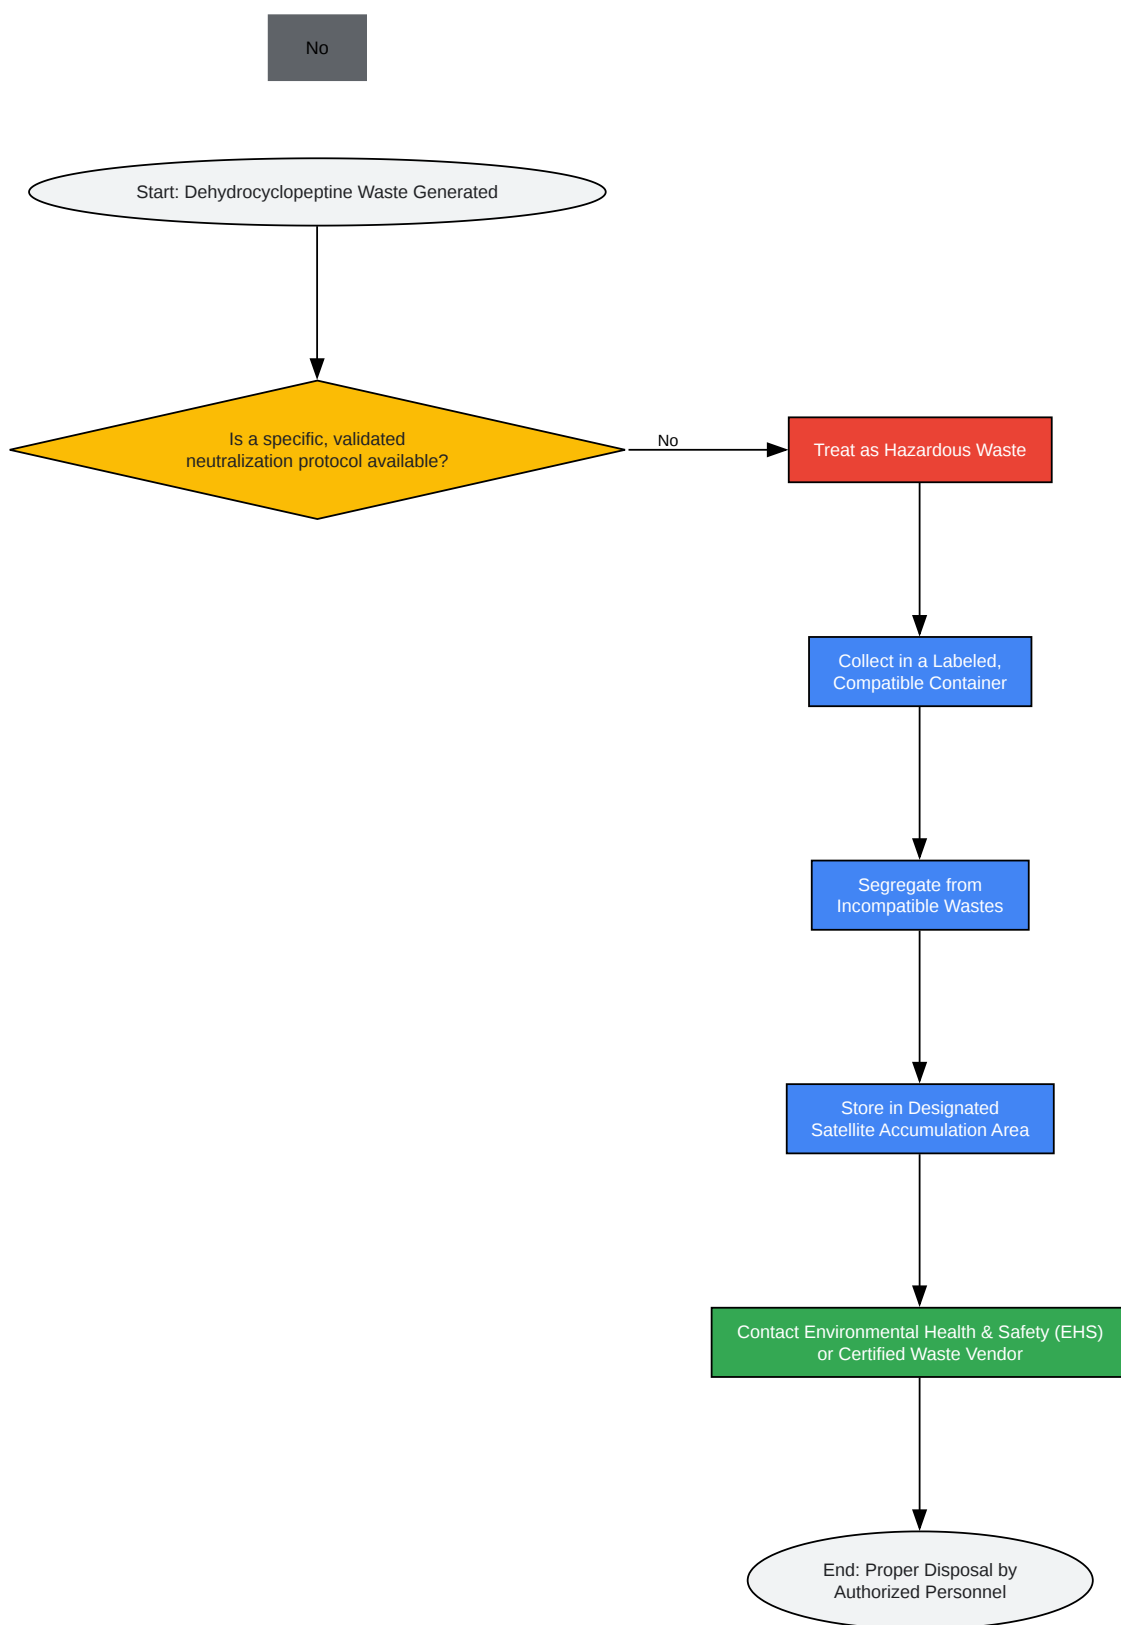 No
Start: Dehydrocyclopeptine Waste Generated
Is a specific, validated
neutralization protocol available?
No
Treat as Hazardous Waste
Collect in a Labeled,
Compatible Container
Segregate from
Incompatible Wastes
Store in Designated
Satellite Accumulation Area
Contact Environmental Health & Safety (EHS)
or Certified Waste Vendor
End: Proper Disposal by
Authorized Personnel